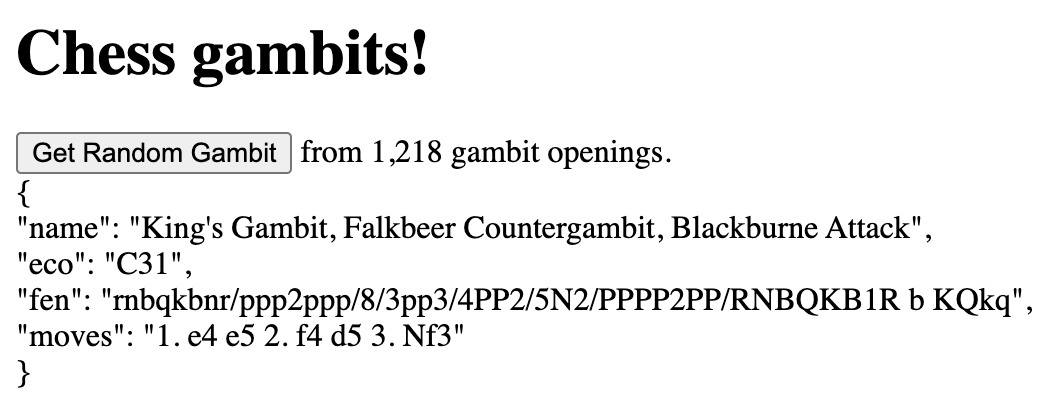 Chess gambits!
Get Random Gambit from 1,218 gambit openings.
{
"name": "King's Gambit, Falkbeer Countergambit, Blackburne Attack",
"eco": "C31",
"fen": "rnbqkbnr/ppp2ppp/8/3pp3/4PP2/5N2/PPPP2PP/RNBQKB1R b KQkq",
"moves": "1. e4 e5 2. f4 d5 3. Nf3"
}